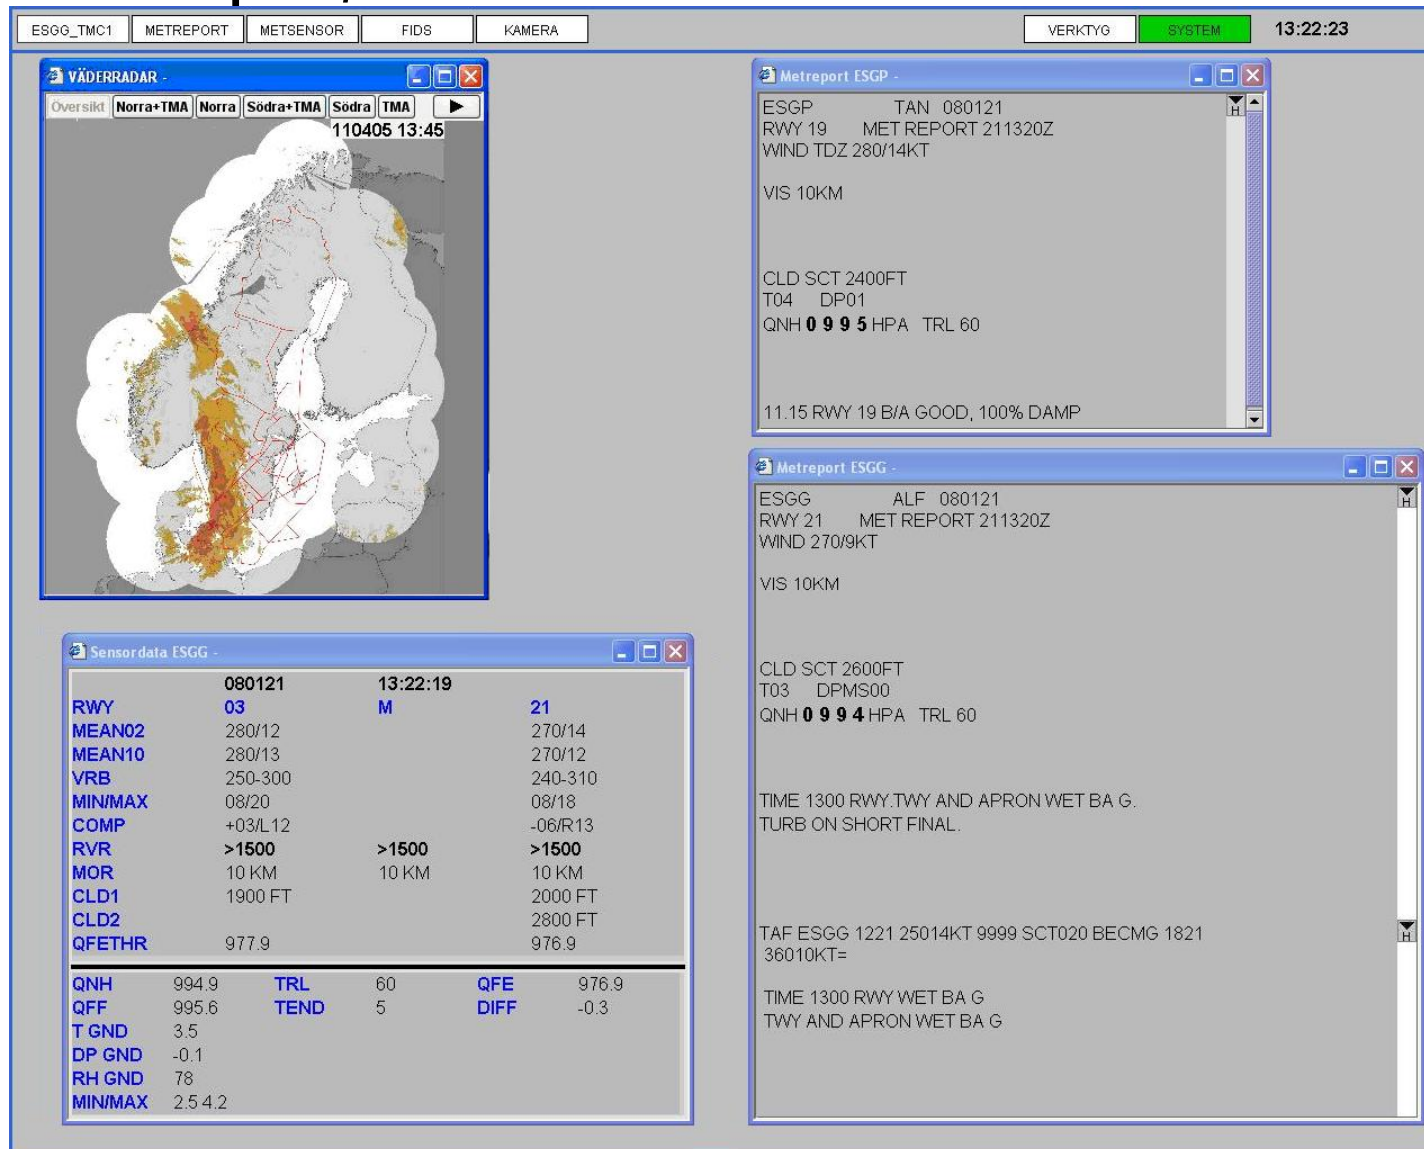 ESGG_TMC1 METREPORT METSENSOR FIDS KAMERA VERKTYG SYSTEM 13:22:23
VÄDERRADAR -
Översikt Norra+TMA Norra Södra+TMA Södra TMA
110405 13:45
Metreport ESGP -
ESGP TAN 080121
H
RWY 19 MET REPORT 211320Z
WIND TDZ 280/14KT
VIS 10KM
CLD SCT 2400FT
T04 DP01
QNH 0 9 9 5 HPA TRL 60
11.15 RWY 19 B/A GOOD, 100% DAMP
Metreport ESGG -
ESGG ALF 080121
H
RWY 21 MET REPORT 211320Z
WIND 270/9KT
VIS 10KM
CLD SCT 2600FT
T03 DPMS00
QNH 0 9 9 4 HPA TRL 60
TIME 1300 RWY.TWY AND APRON WET BA G.
TURB ON SHORT FINAL.
TAF ESGG 1221 25014KT 9999 SCT020 BECMG 1821
H
36010KT=
TIME 1300 RWY WET BA G
TWY AND APRON WET BA G
Sensordata ESGG -
080121 13:22:19
RWY 03 M 21
MEAN02 280/12 270/14
MEAN10 280/13 270/12
VRB 250-300 240-310
MIN/MAX 08/20 08/18
COMP +03/L12 -06/R13
RVR >1500 >1500 >1500
MOR 10 KM 10 KM 10 KM
CLD1 1900 FT 2000 FT
CLD2 2800 FT
QFETHR 977.9 976.9
QNH 994.9 TRL 60 QFE 976.9
QFF 995.6 TEND 5 DIFF -0.3
T GND 3.5
DP GND -0.1
RH GND 78
MIN/MAX 2.5 4.2